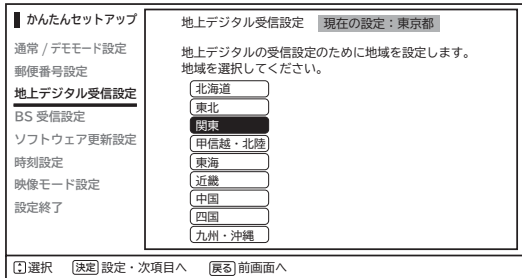 かんたんセットアップ
通常 / デモモード設定
郵便番号設定
地上デジタル受信設定
BS 受信設定
ソフトウェア更新設定
時刻設定
映像モード設定
設定終了
地上デジタル受信設定 現在の設定：東京都
地上デジタルの受信設定のために地域を設定します。
地域を選択してください。
北海道
東北
関東
甲信越・北陸
東海
近畿
中国
四国
九州・沖縄
選択 決定 設定・次項目へ 戻る 前画面へ